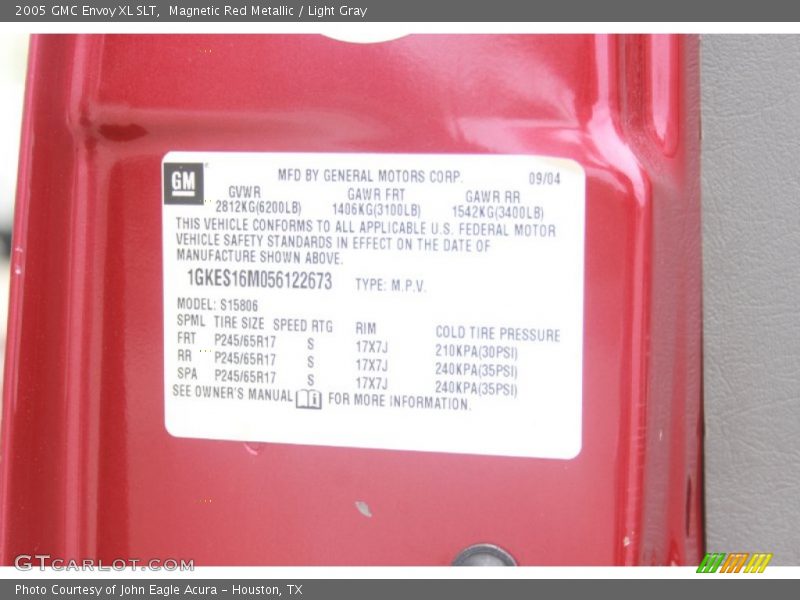 2005 GMC Envoy XL SLT,  Magnetic Red Metallic / Light Gray
GM
MFD BY GENERAL MOTORS CORP.    09/04
GVWR    GAWR FRT    GAWR RR
2812KG(6200LB)    1406KG(3100LB)    1542KG(3400LB)
THIS VEHICLE CONFORMS TO ALL APPLICABLE U.S. FEDERAL MOTOR
VEHICLE SAFETY STANDARDS IN EFFECT ON THE DATE OF
MANUFACTURE SHOWN ABOVE.
1GKES16M056122673    TYPE: M.P.V.
MODEL: S15806
SPML  TIRE SIZE  SPEED RTG  RIM  COLD TIRE PRESSURE
FRT  P245/65R17  S  17X7J  210KPA(30PSI)
RR  P245/65R17  S  17X7J  240KPA(35PSI)
SPA  P245/65R17  S  17X7J  240KPA(35PSI)
SEE OWNER'S MANUAL FOR MORE INFORMATION.
GTCARLOT.COM
Photo Courtesy of John Eagle Acura - Houston, TX